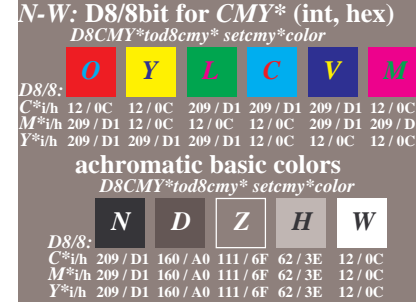 N-W: D8/8bit for CMY* (int, hex)
D8CMY*tod8cmy* setcmy*color
O Y L C V M
D8/8:
C*i/h 12 / 0C 12 / 0C 209 / D1 209 / D1 209 / D1 12 / 0C
M*i/h 209 / D1 12 / 0C 12 / 0C 12 / 0C 209 / D1 209 / D
Y*i/h 209 / D1 209 / D1 209 / D1 12 / 0C 12 / 0C 12 / 0C
achromatic basic colors
D8CMY*tod8cmy* setcmy*color
N D Z H W
D8/8:
C*i/h 209 / D1 160 / A0 111 / 6F 62 / 3E 12 / 0C
M*i/h 209 / D1 160 / A0 111 / 6F 62 / 3E 12 / 0C
Y*i/h 209 / D1 160 / A0 111 / 6F 62 / 3E 12 / 0C